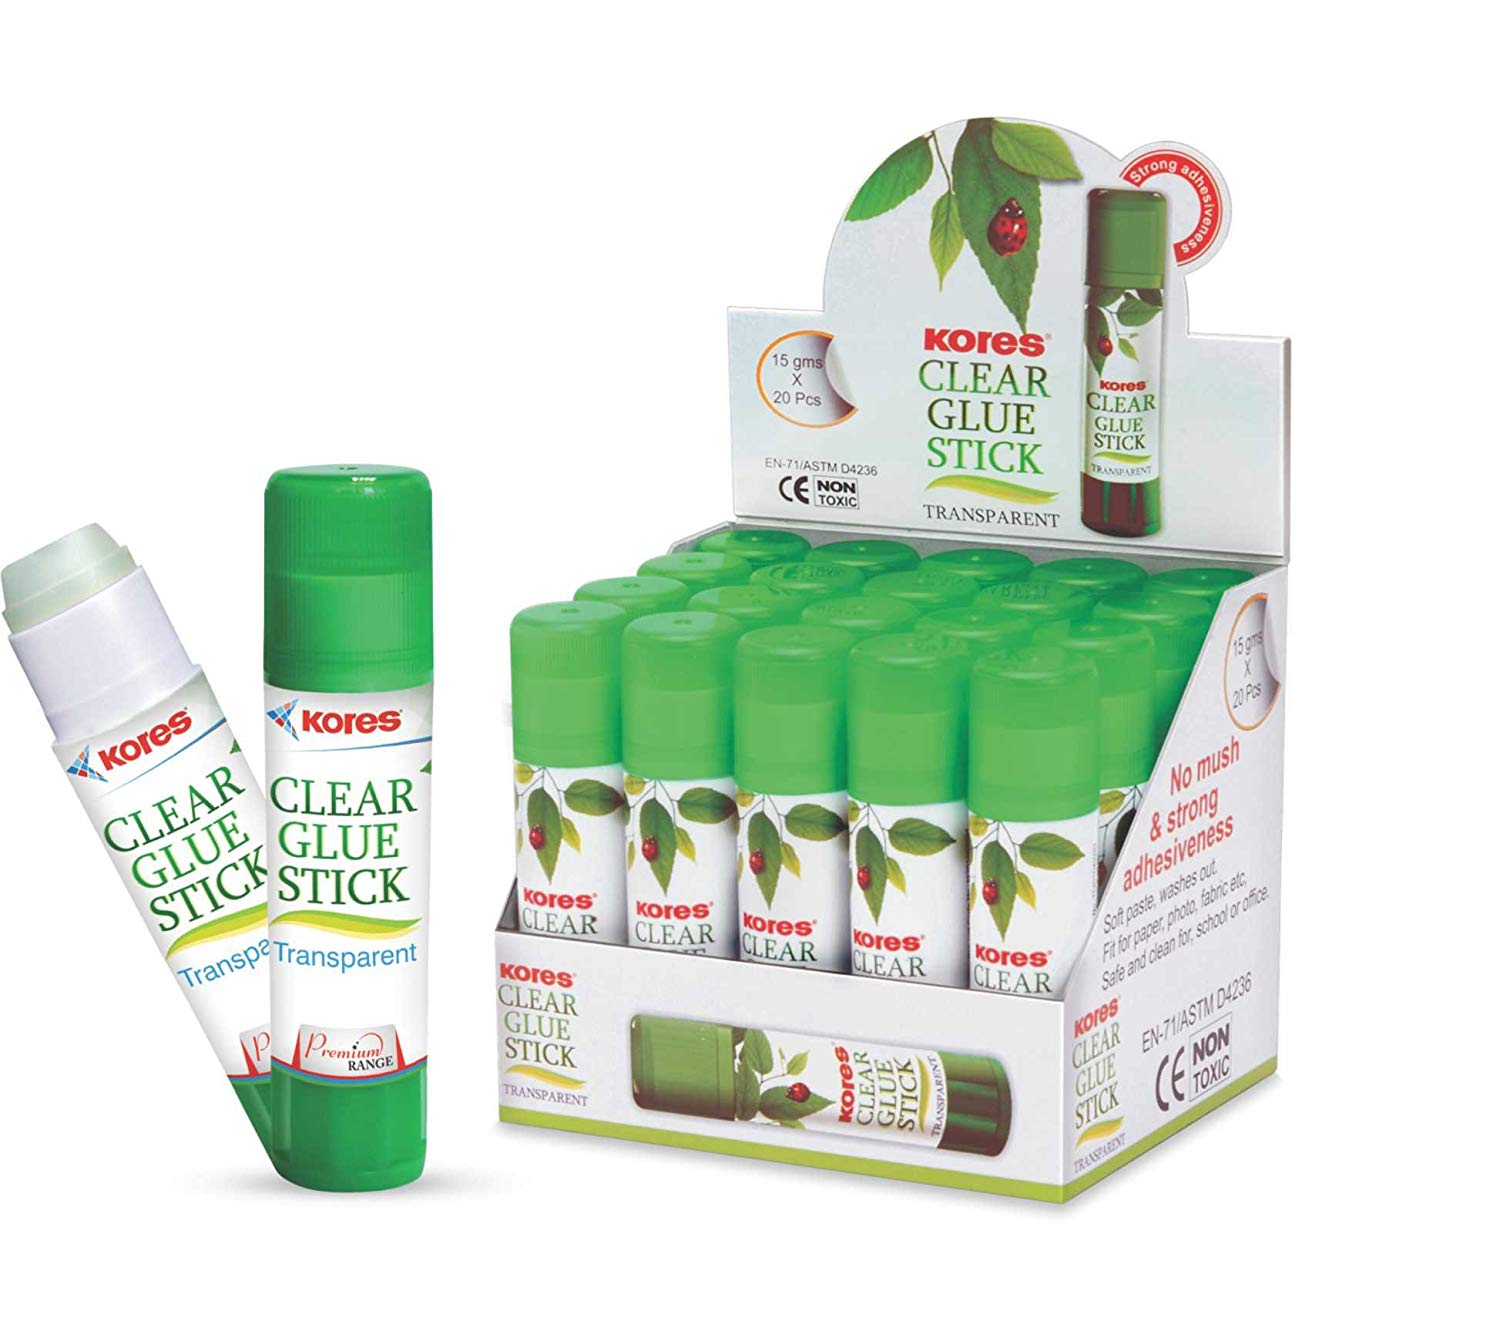 Kores
CLEAR
GLUE
STICK
Transpa
P
Kores
CLEAR
GLUE
STICK
Transparent
Premium
RANGE
Strong adhesiveness
15 gms
X
20 Pcs
EN-71/ASTM D4236
CE NON
TOXIC
Kores®
CLEAR
GLUE
STICK
TRANSPARENT
Kores
CLEAR
GLUE
STICK
TRANSPARENT
Kores®
CLEAR
Kores®
CLEAR
GLUE
Kores®
CLEAR
Kores®
CLEAR
Kores®
CLEAR
Kores®
CLEAR
GLUE
STICK
TRANSPARENT
Kores®
CLEAR
GLUE
STICK
TRANSPARENT
15 gms
X
20 Pcs
No mush
& strong
adhesiveness
Soft paste, washes out.
Fit for paper, photo, fabric etc,
Safe and clean for, school or office.
EN-71/ASTM D4236
CE NON
TOXIC
Kores®
CLEAR
GLUE
STICK
TRANSPARENT